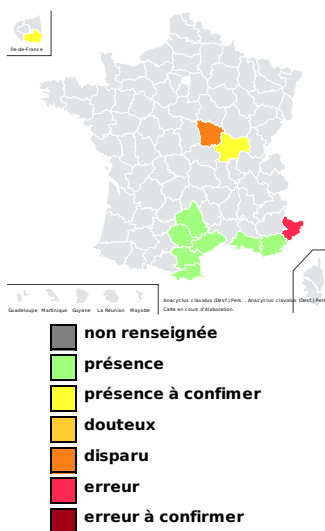 Île-de-France
Guadeloupe Martinique Guyane La Réunion Mayotte
Anacyclus clavatus (Desf.) Pers. , Anacyclus clavatus (Desf.) Pers
Carte en cours d'élaboration.
non renseignée
présence
présence à confimer
douteux
disparu
erreur
erreur à confirmer